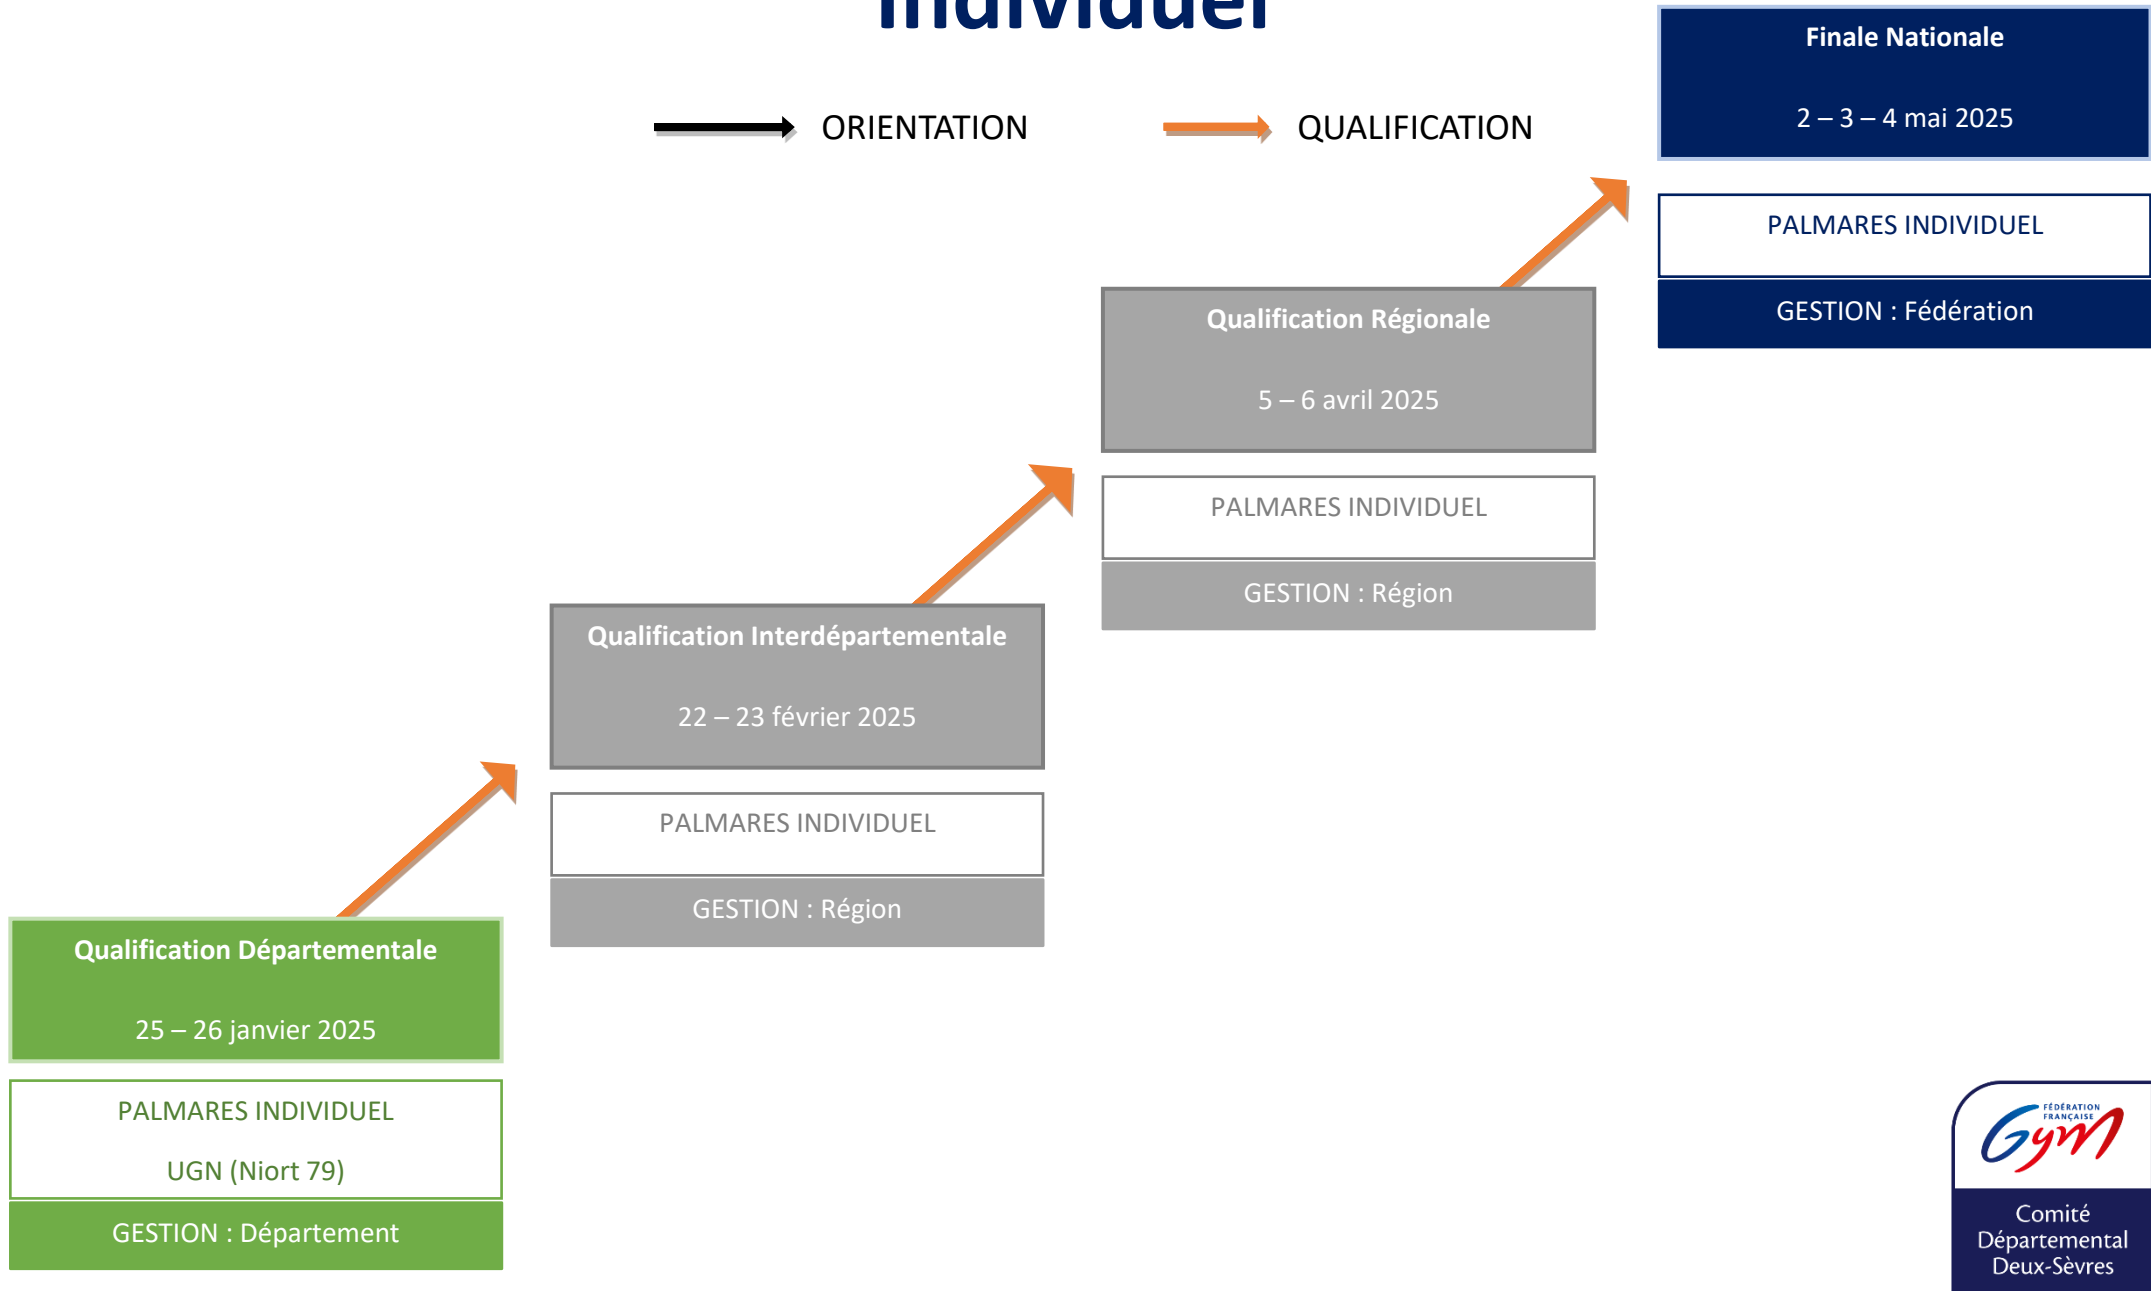 Individuel
ORIENTATION
QUALIFICATION
Finale Nationale
2 – 3 – 4 mai 2025
PALMARES INDIVIDUEL
GESTION : Fédération
Qualification Régionale
5 – 6 avril 2025
PALMARES INDIVIDUEL
GESTION : Région
Qualification Interdépartementale
22 – 23 février 2025
PALMARES INDIVIDUEL
GESTION : Région
Qualification Départementale
25 – 26 janvier 2025
PALMARES INDIVIDUEL
UGN (Niort 79)
GESTION : Département
FÉDÉRATION
FRANÇAISE
Gym
Comité
Départemental
Deux-Sèvres